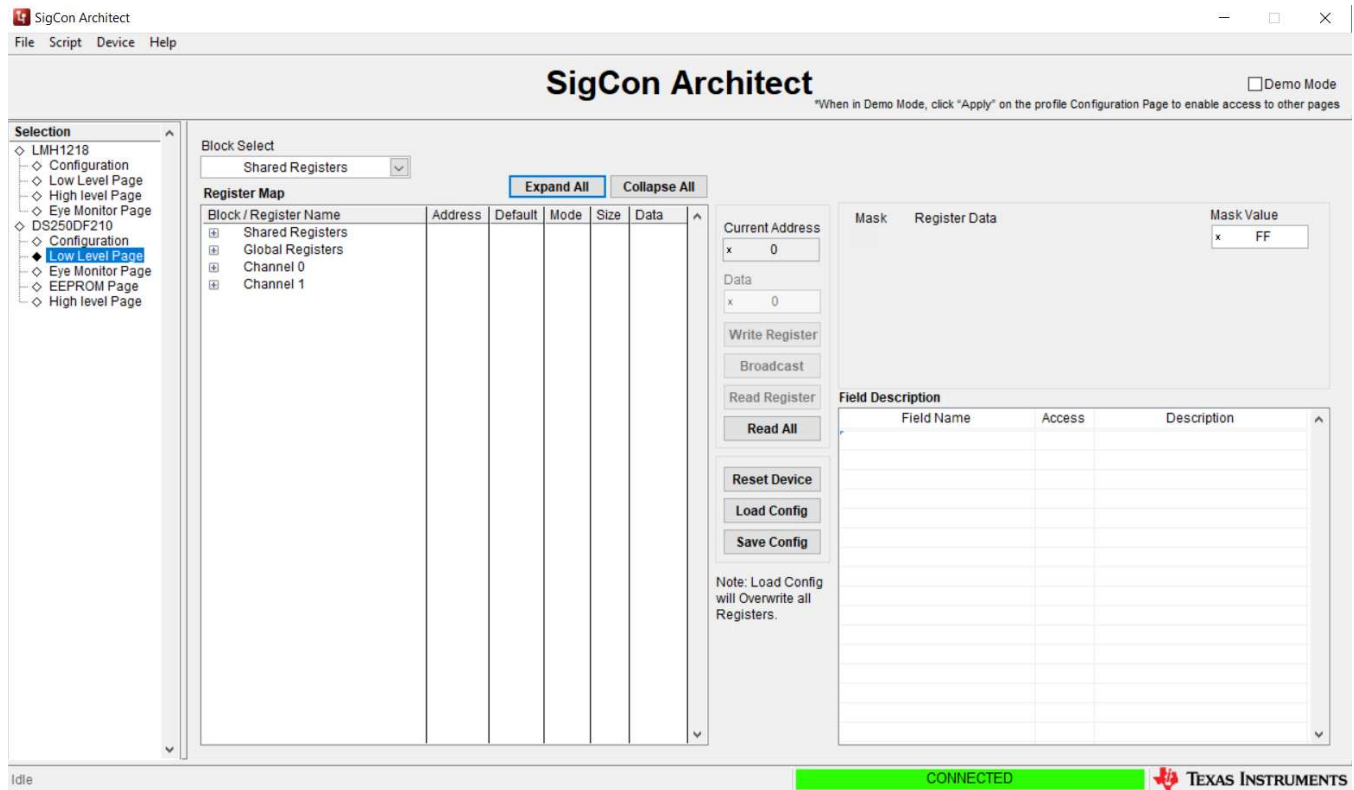 SigCon Architect
File Script Device Help
SigCon Architect
Demo Mode
*When in Demo Mode, click "Apply" on the profile Configuration Page to enable access to other pages
Selection
LMH1218
Configuration
Low Level Page
High level Page
Eye Monitor Page
DS250DF210
Configuration
Low Level Page
Eye Monitor Page
EEPROM Page
High level Page
Block Select
Shared Registers
Register Map
Expand All Collapse All
Block / Register Name Address Default Mode Size Data
Shared Registers
Global Registers
Channel 0
Channel 1
Current Address
x 0
Data
x 0
Write Register
Broadcast
Read Register
Read All
Reset Device
Load Config
Save Config
Note: Load Config
will Overwrite all
Registers.
Mask Register Data Mask Value
x FF
Field Description
Field Name Access Description
Idle CONNECTED TEXAS INSTRUMENTS